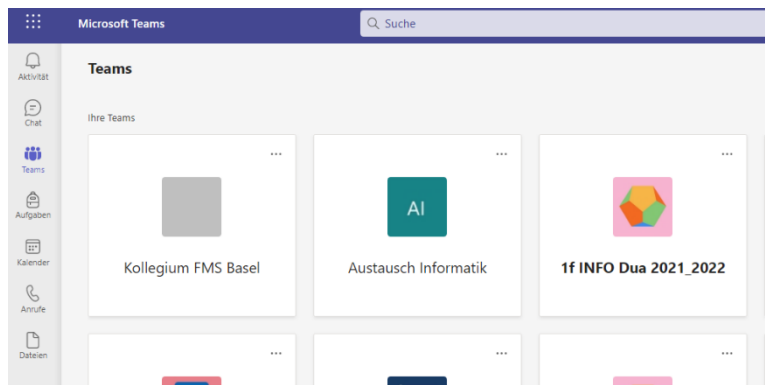 Microsoft Teams
Suche
Aktivität
Chat
Teams
Aufgaben
Kalender
Anrufe
Dateien
Teams
Ihre Teams
...
...
...
AI
Kollegium FMS Basel
Austausch Informatik
1f INFO Dua 2021_2022
...
...
...